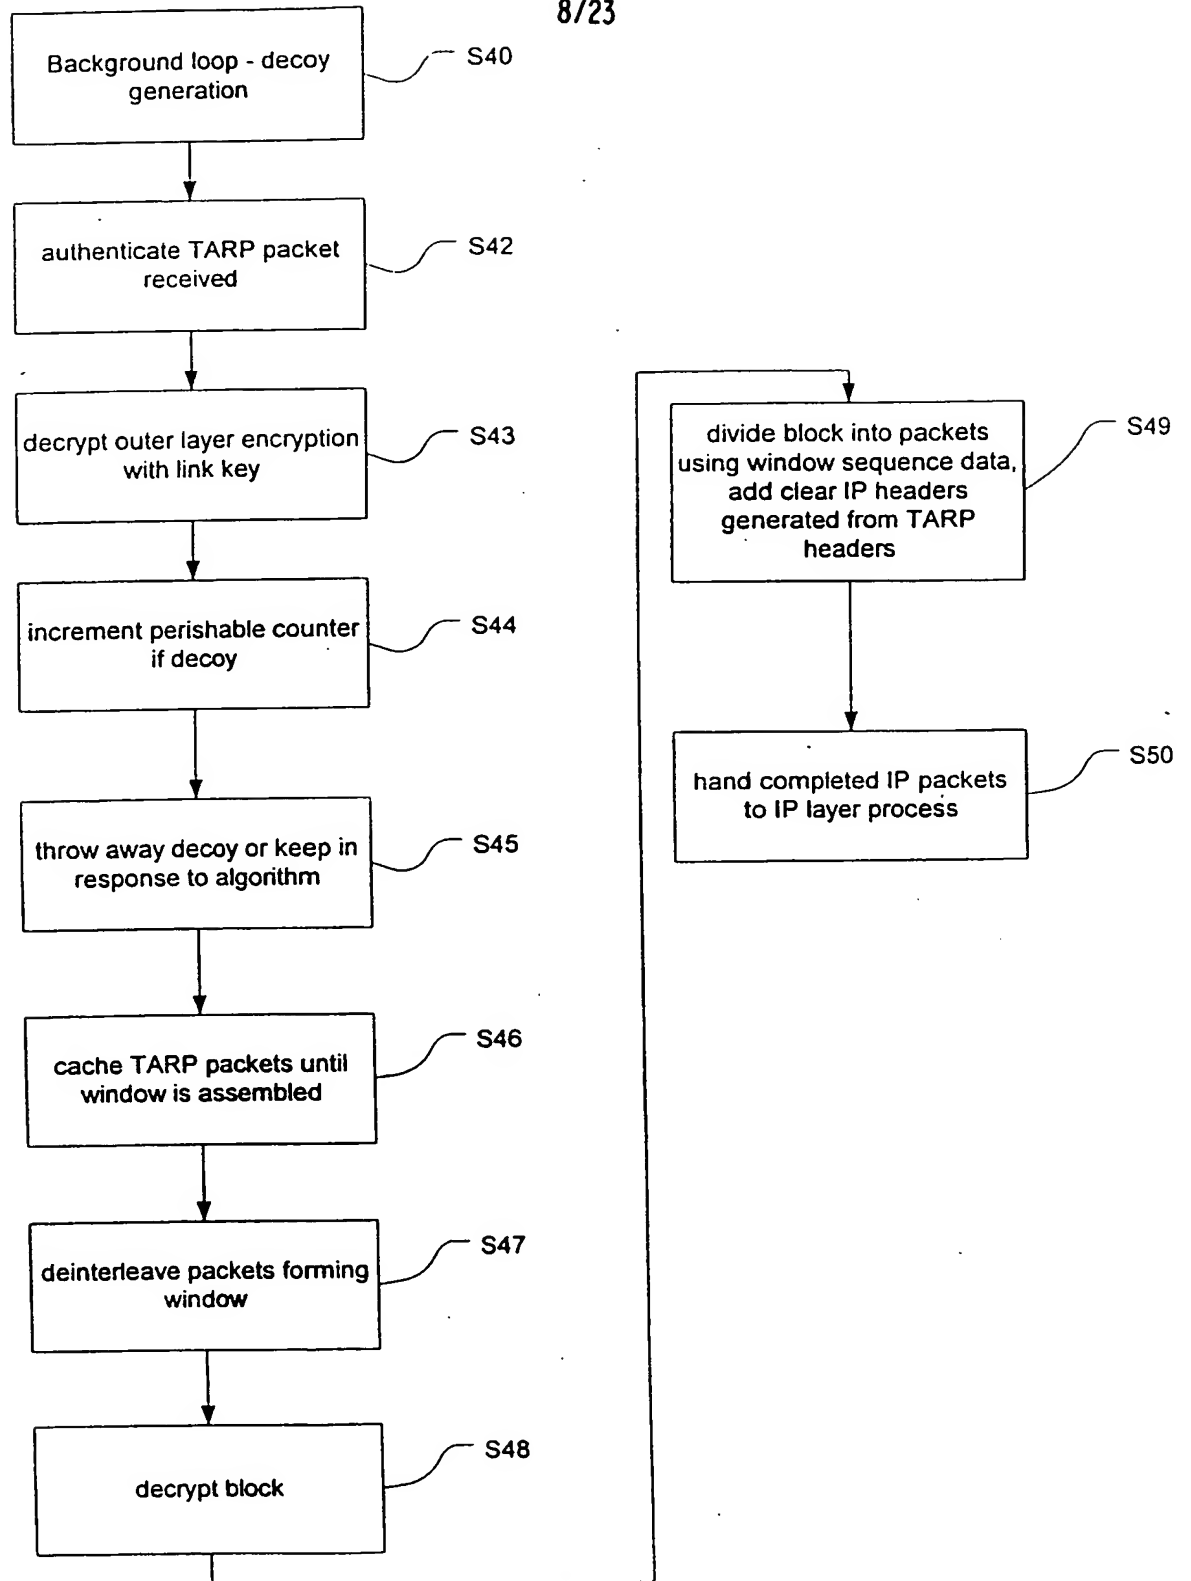 8/23
Background loop - decoy
generation
S40
authenticate TARP packet
received
S42
decrypt outer layer encryption
with link key
S43
increment perishable counter
if decoy
S44
throw away decoy or keep in
response to algorithm
S45
cache TARP packets until
window is assembled
S46
deinterleave packets forming
window
S47
decrypt block
S48
divide block into packets
using window sequence data,
add clear IP headers
generated from TARP
headers
S49
hand completed IP packets
to IP layer process
S50